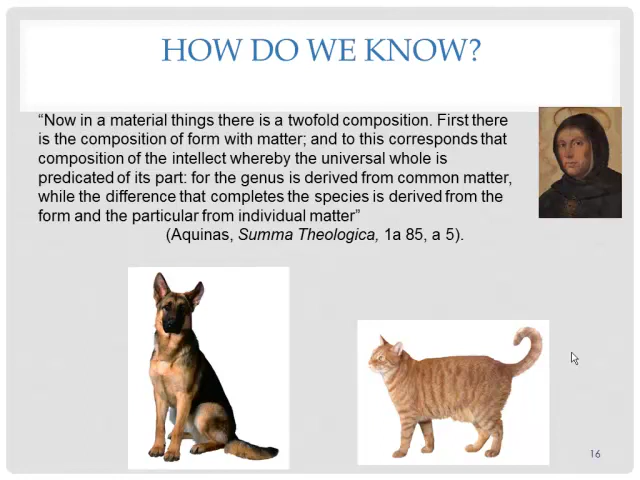 HOW DO WE KNOW?
“Now in a material things there is a twofold composition. First there
is the composition of form with matter; and to this corresponds that
composition of the intellect whereby the universal whole is
predicated of its part: for the genus is derived from common matter,
while the difference that completes the species is derived from the
form and the particular from individual matter”
(Aquinas, Summa Theologica, 1a 85, a 5).
16